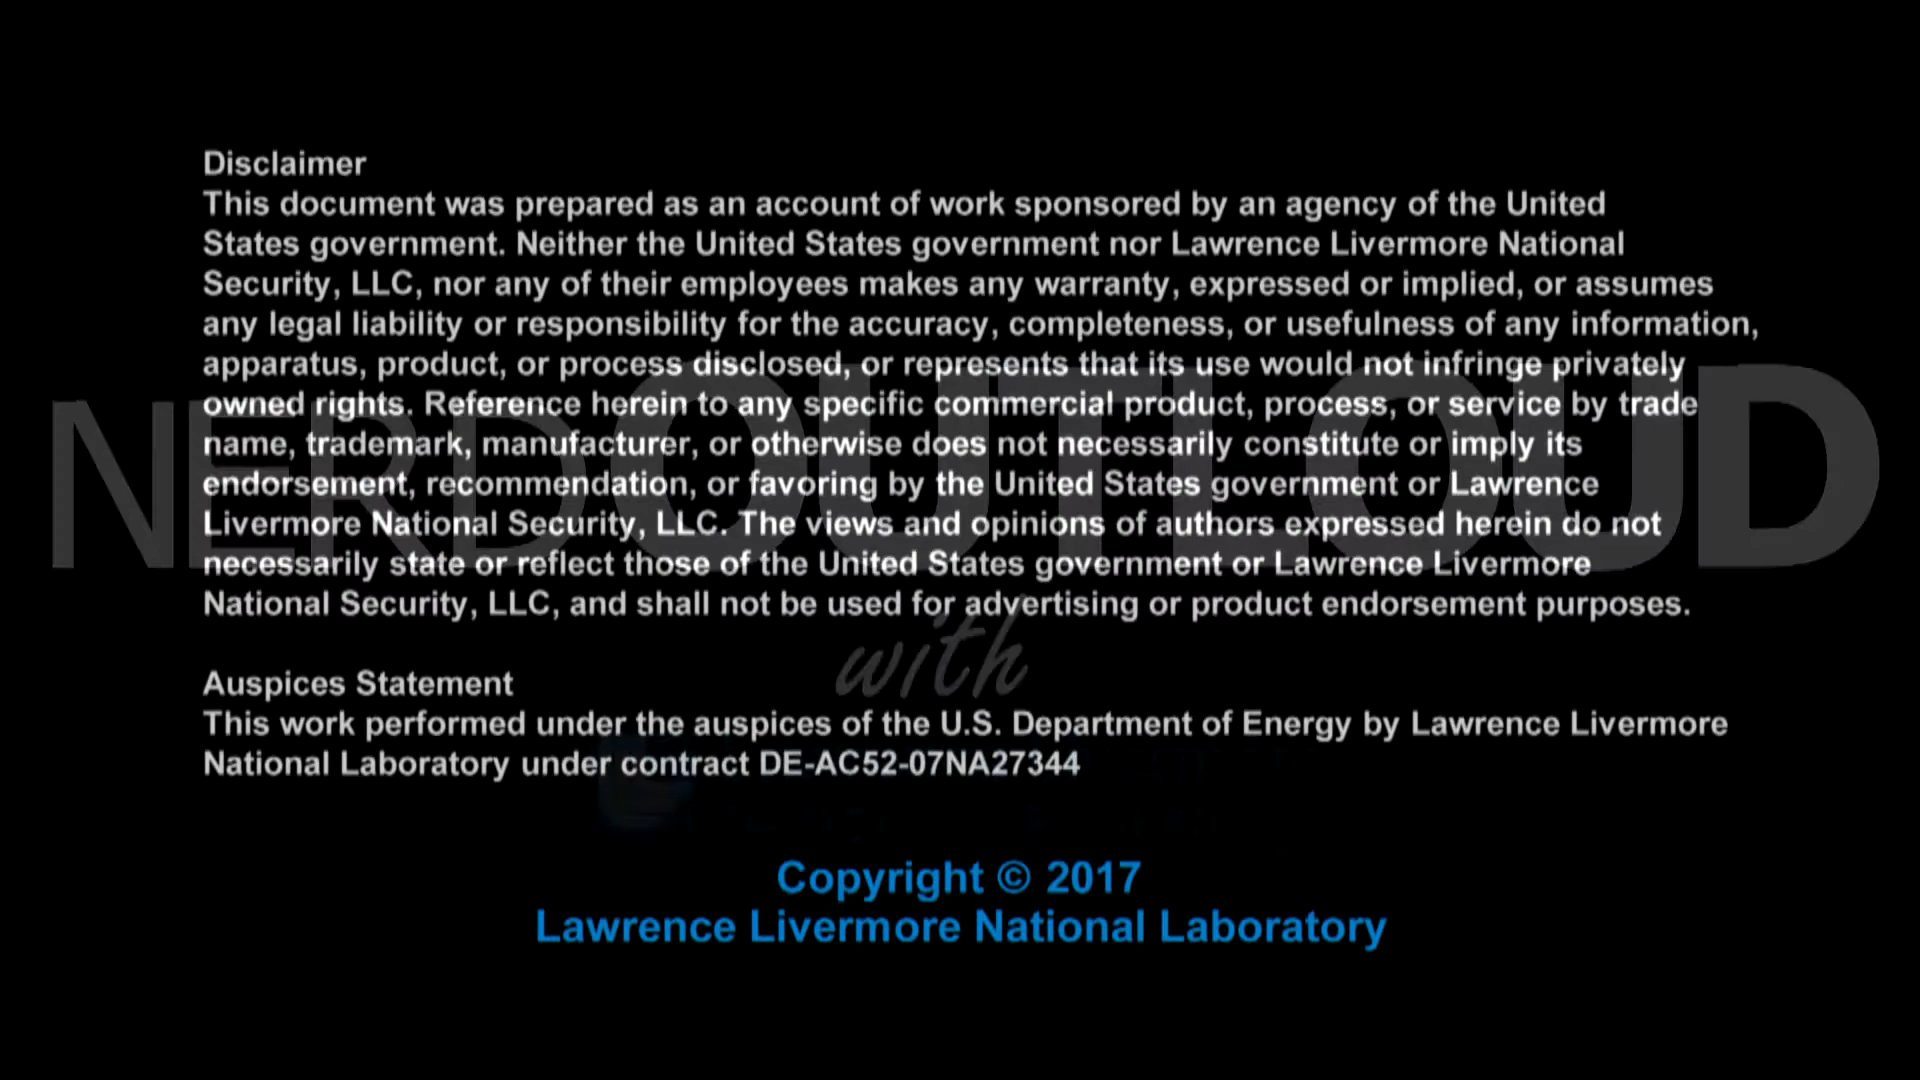 Disclaimer
This document was prepared as an account of work sponsored by an agency of the United
States government. Neither the United States government nor Lawrence Livermore National
Security, LLC, nor any of their employees makes any warranty, expressed or implied, or assumes
any legal liability or responsibility for the accuracy, completeness, or usefulness of any information,
apparatus, product, or process disclosed, or represents that its use would not infringe privately
owned rights. Reference herein to any specific commercial product, process, or service by trade
name, trademark, manufacturer, or otherwise does not necessarily constitute or imply its
endorsement, recommendation, or favoring by the United States government or Lawrence
Livermore National Security, LLC. The views and opinions of authors expressed herein do not
necessarily state or reflect those of the United States government or Lawrence Livermore
National Security, LLC, and shall not be used for advertising or product endorsement purposes.
NERDOUTLOUD
with
Auspices Statement
This work performed under the auspices of the U.S. Department of Energy by Lawrence Livermore
National Laboratory under contract DE-AC52-07NA27344
Copyright © 2017
Lawrence Livermore National Laboratory